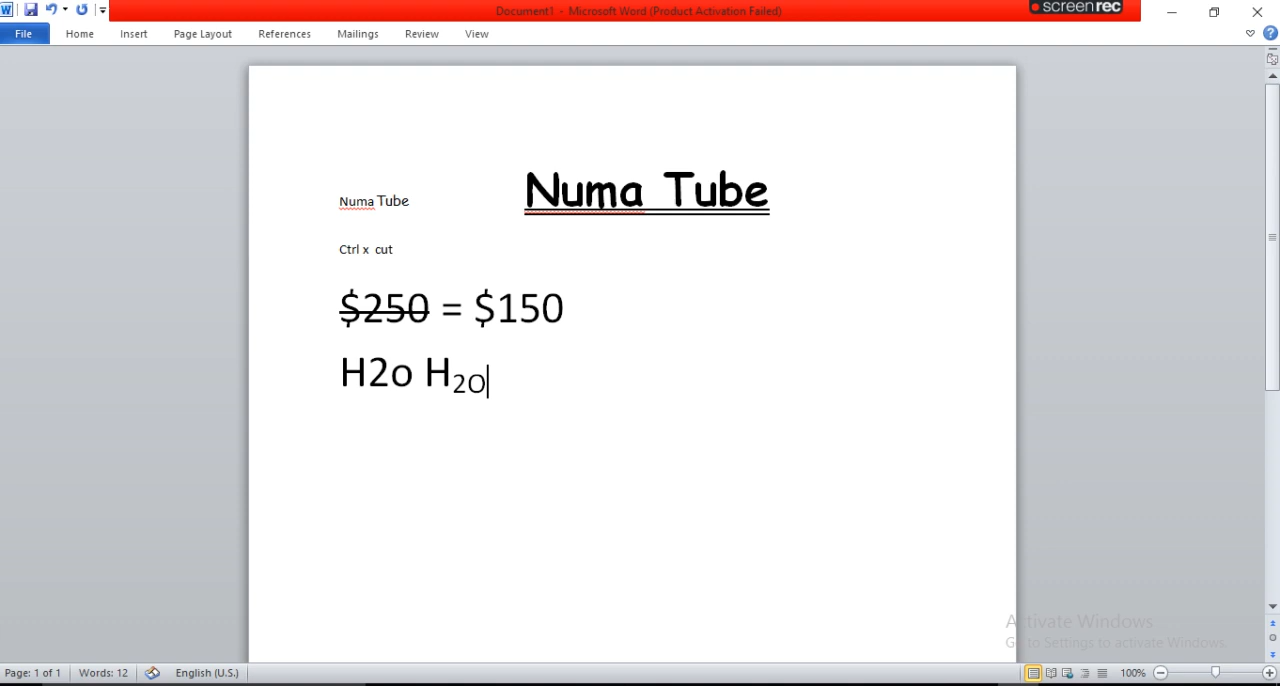 Document1 - Microsoft Word (Product Activation Failed)
screenrec
File Home Insert Page Layout References Mailings Review View
Numa Tube
Numa Tube
Ctrl x cut
$250 = $150
H2o H₂O
Activate Windows
Go to Settings to activate Windows.
Page: 1 of 1 Words: 12 English (U.S.) 100%